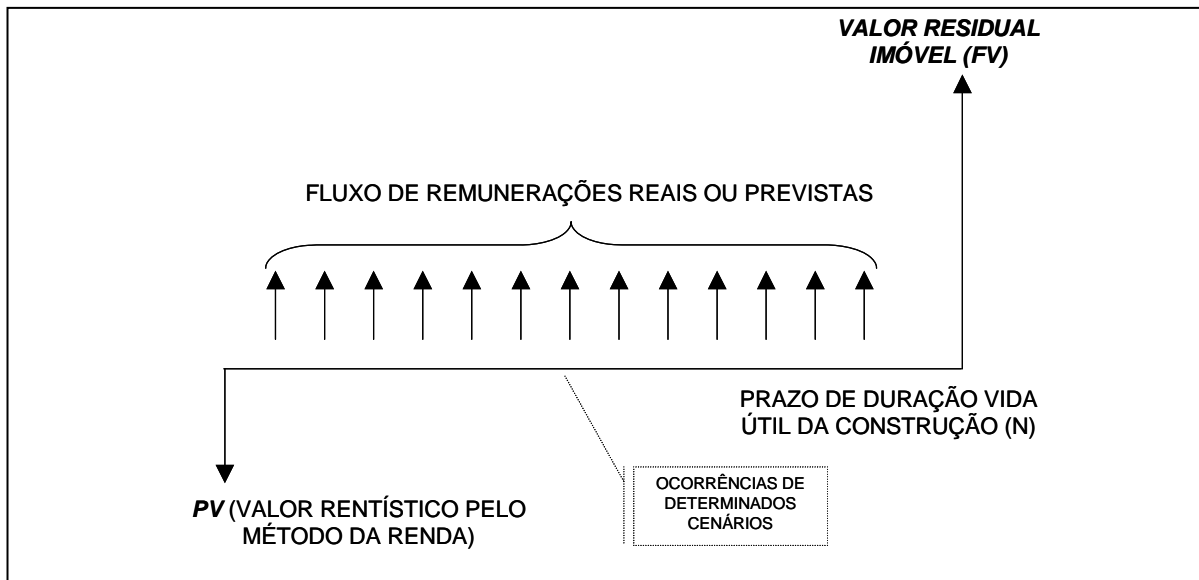 VALOR RESIDUAL
IMÓVEL (FV)
FLUXO DE REMUNERAÇÕES REAIS OU PREVISTAS
PRAZO DE DURAÇÃO VIDA
ÚTIL DA CONSTRUÇÃO (N)
PV (VALOR RENTÍSTICO PELO
MÉTODO DA RENDA)
OCORRÊNCIAS DE
DETERMINADOS
CENÁRIOS